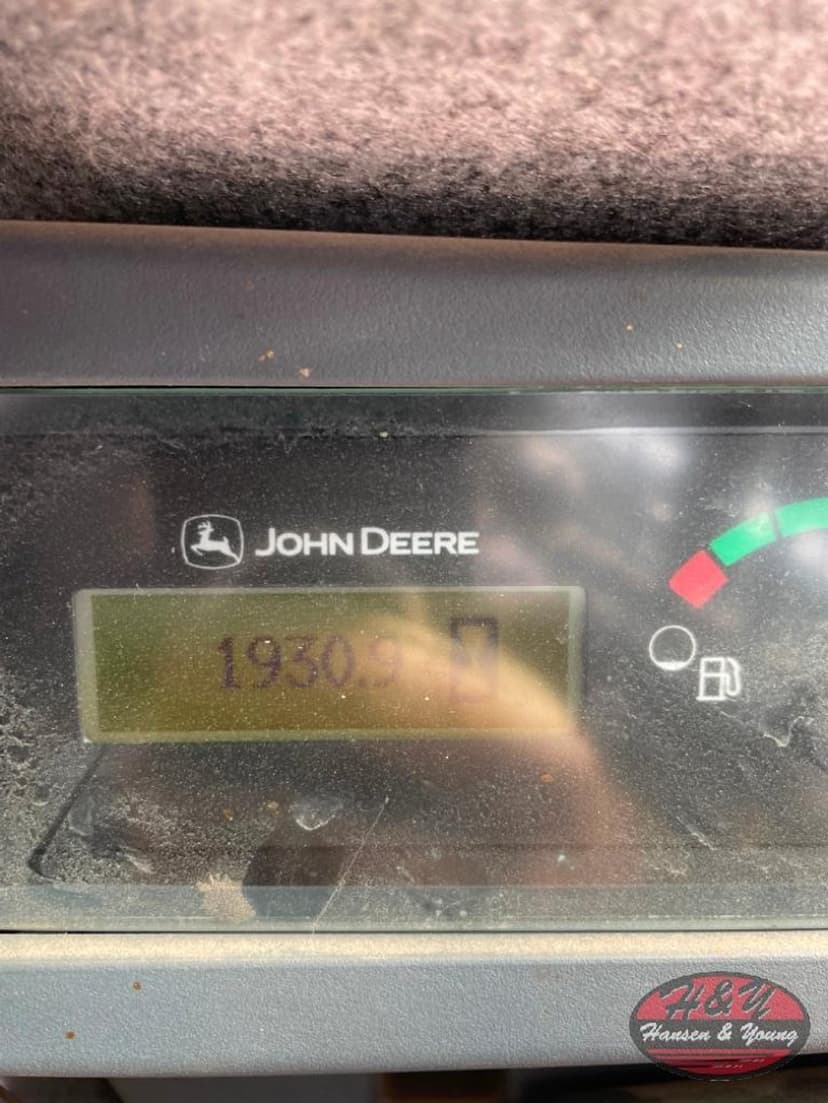 JOHN DEERE
1930.9
H&Y
Hansen & Young